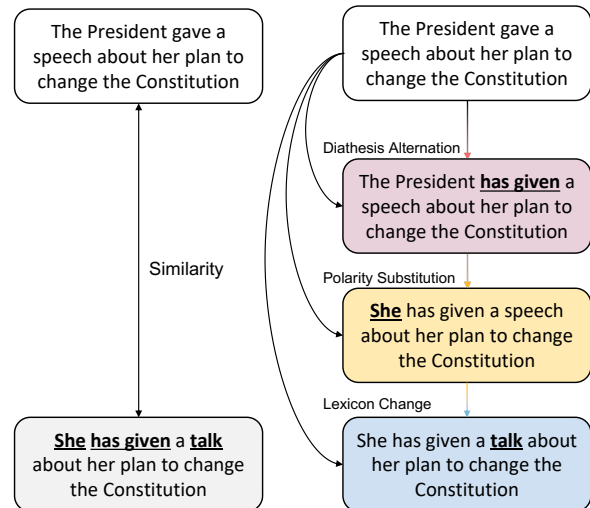 The President gave a
speech about her plan to
change the Constitution
Similarity
She has given a talk
about her plan to change
the Constitution
The President gave a
speech about her plan to
change the Constitution
Diathesis Alternation
The President has given a
speech about her plan to
change the Constitution
Polarity Substitution
She has given a speech
about her plan to change
the Constitution
Lexicon Change
She has given a talk about
her plan to change the
Constitution